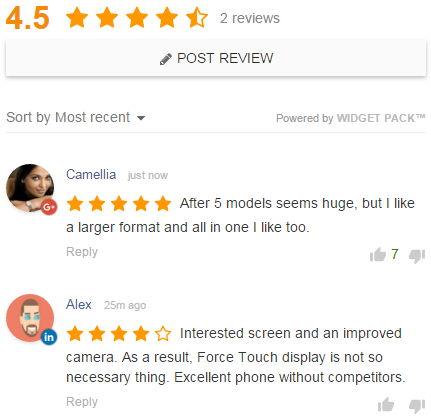 4.5 2 reviews
POST REVIEW
Sort by Most recent Powered by WIDGET PACK™
Camellia just now
After 5 models seems huge, but I like
a larger format and all in one I like too.
Reply 7
G+
Alex 25m ago
Interested screen and an improved
in
camera. As a result, Force Touch display is not so
necessary thing. Excellent phone without competitors.
Reply